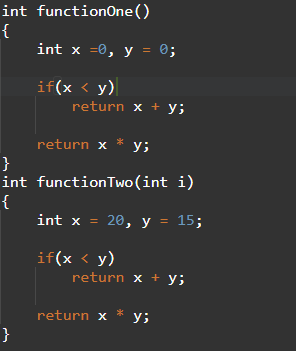 int functionOne()
{
    int x =0, y = 0;

    if(x < y)
        return x + y;

    return x * y;
}
int functionTwo(int i)
{
    int x = 20, y = 15;

    if(x < y)
        return x + y;

    return x * y;
}